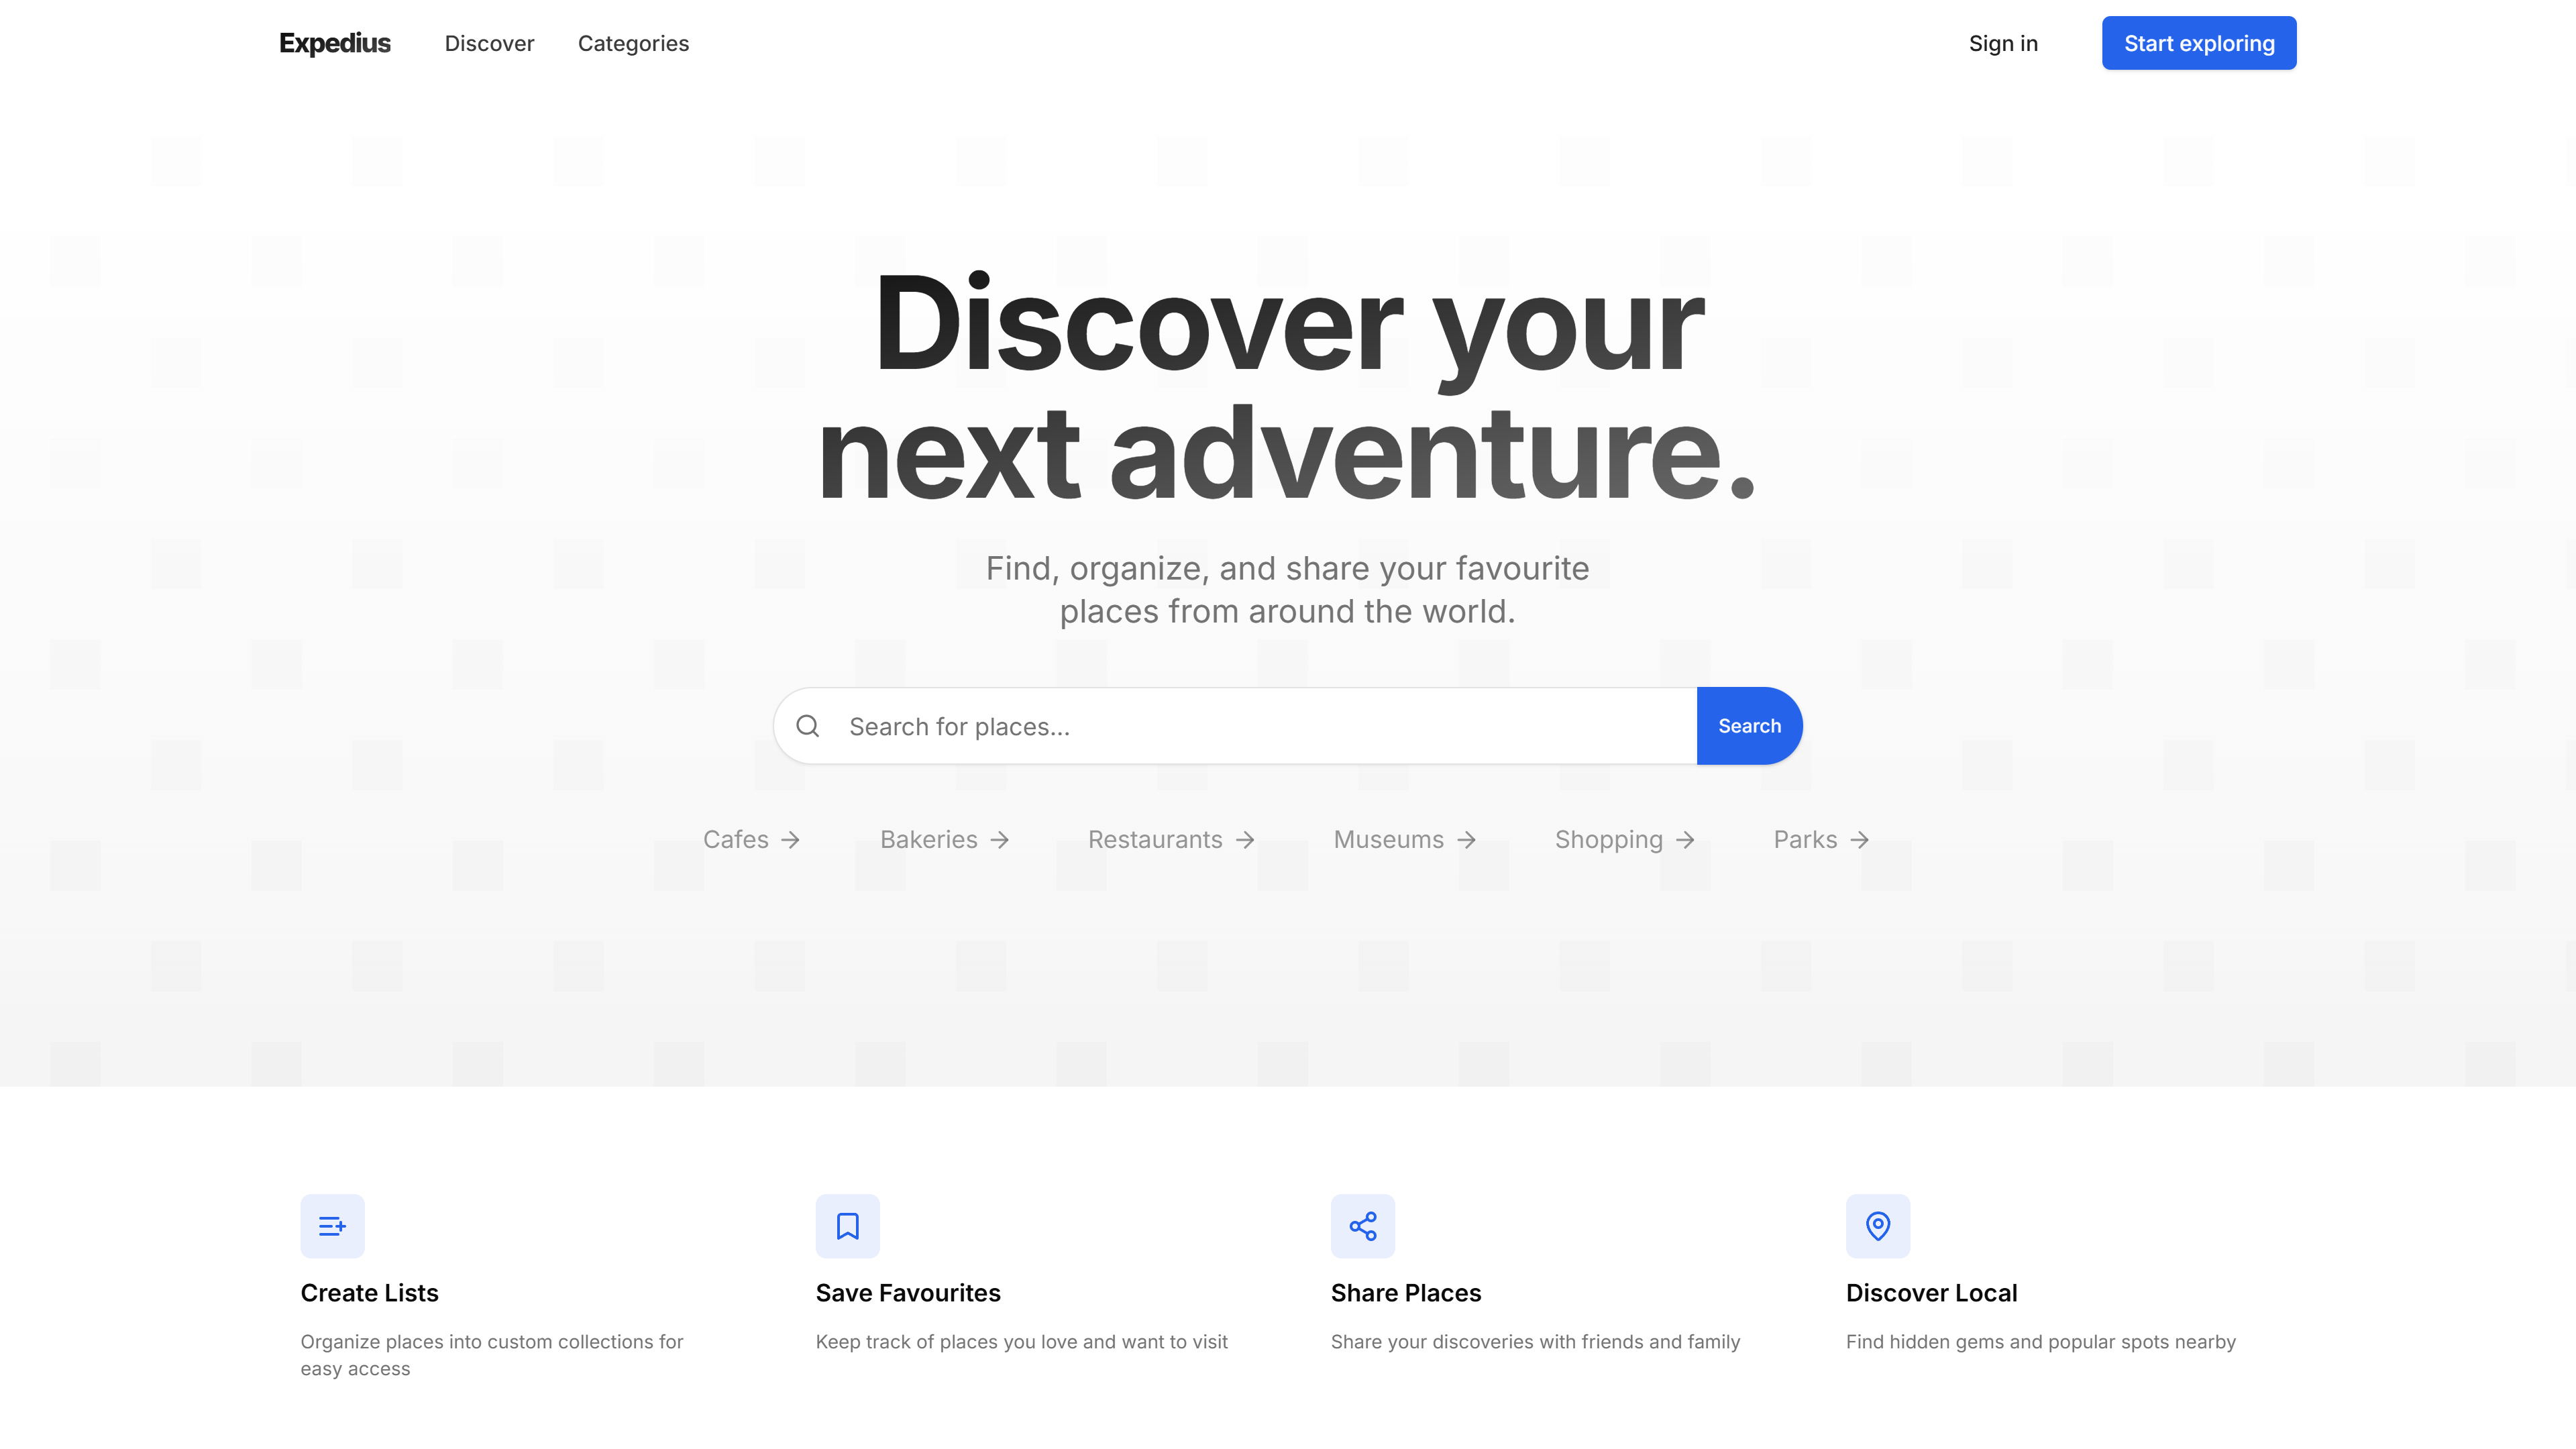 Expedius
Discover
Categories
Sign in
Start exploring
Discover your
next adventure.
Find, organize, and share your favourite
places from around the world.
Search for places...
Search
Cafes
Bakeries
Restaurants
Museums
Shopping
Parks
Create Lists
Organize places into custom collections for
easy access
Save Favourites
Keep track of places you love and want to visit
Share Places
Share your discoveries with friends and family
Discover Local
Find hidden gems and popular spots nearby